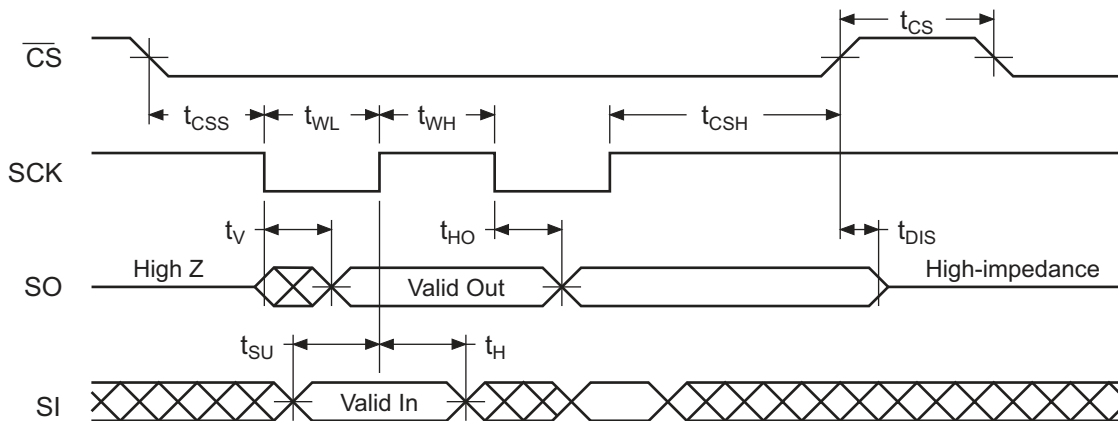 t_CS
C̅S̅
t_CSS t_WL t_WH t_CSH
SCK
t_V t_HO t_DIS
High Z High-impedance
SO Valid Out
t_SU t_H
SI Valid In